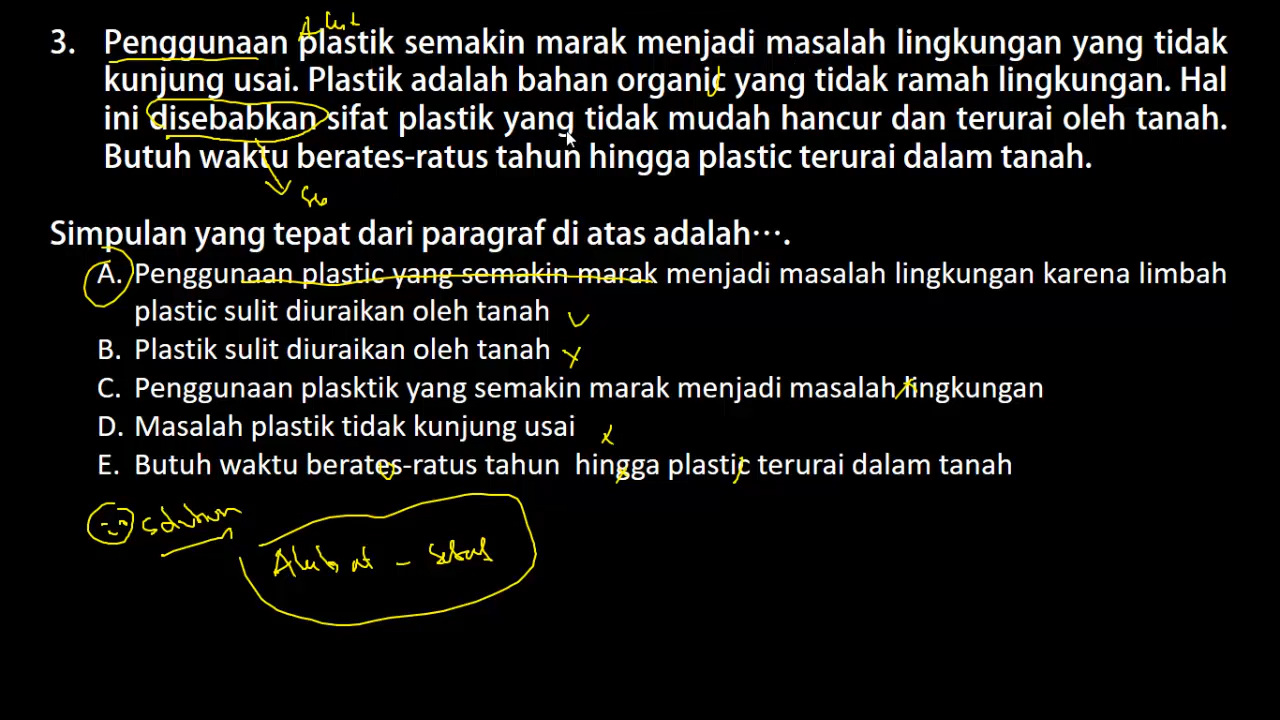 Akibat
3. Penggunaan plastik semakin marak menjadi masalah lingkungan yang tidak
kunjung usai. Plastik adalah bahan organic yang tidak ramah lingkungan. Hal
ini disebabkan sifat plastik yang tidak mudah hancur dan terurai oleh tanah.
Butuh waktu berates-ratus tahun hingga plastic terurai dalam tanah.
Simpulan yang tepat dari paragraf di atas adalah….
A. Penggunaan plastic yang semakin marak menjadi masalah lingkungan karena limbah
plastic sulit diuraikan oleh tanah
B. Plastik sulit diuraikan oleh tanah
C. Penggunaan plasktik yang semakin marak menjadi masalah lingkungan
D. Masalah plastik tidak kunjung usai
E. Butuh waktu berates-ratus tahun hingga plastic terurai dalam tanah
Akibat - sebab